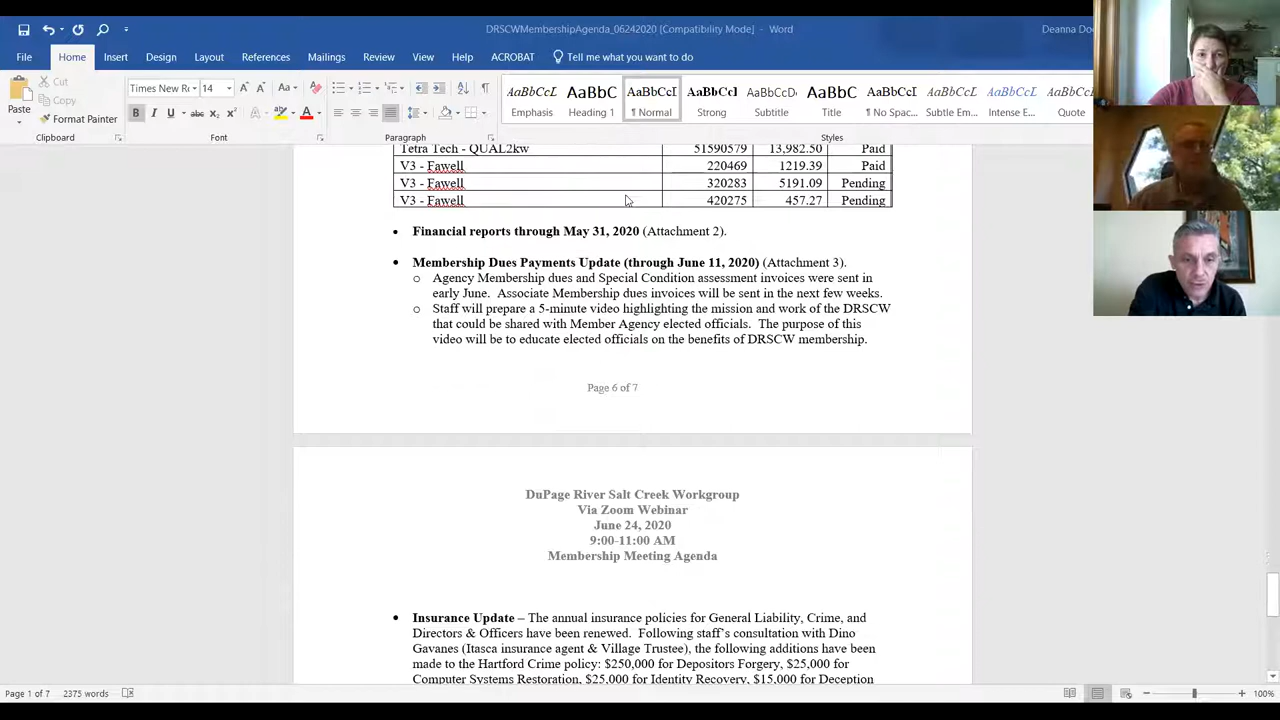 DRSCWMembershipAgenda_06242020 [Compatibility Mode] - Word
Deanna Doo
File Home Insert Design Layout References Mailings Review View Help ACROBAT Tell me what you want to do
Paste
Cut
Copy
Format Painter
Clipboard
Times New Ro 14
Font
Paragraph
AaBbCcI AaBbC AaBbCcI AaBbCcI AaBbCcD AaBbC AaBbCcI AaBbCcI AaBbCcI AaBbCcD
Emphasis Heading 1 ¶ Normal Strong Subtitle Title ¶ No Spac... Subtle Em... Intense E... Quote
Styles
Tetra Tech - QUAL2kw 51590579 13,982.50 Paid
V3 - Fawell 220469 1219.39 Paid
V3 - Fawell 320283 5191.09 Pending
V3 - Fawell 420275 457.27 Pending
• Financial reports through May 31, 2020 (Attachment 2).
• Membership Dues Payments Update (through June 11, 2020) (Attachment 3).
o Agency Membership dues and Special Condition assessment invoices were sent in
early June. Associate Membership dues invoices will be sent in the next few weeks.
o Staff will prepare a 5-minute video highlighting the mission and work of the DRSCW
that could be shared with Member Agency elected officials. The purpose of this
video will be to educate elected officials on the benefits of DRSCW membership.
Page 6 of 7
DuPage River Salt Creek Workgroup
Via Zoom Webinar
June 24, 2020
9:00-11:00 AM
Membership Meeting Agenda
• Insurance Update – The annual insurance policies for General Liability, Crime, and
Directors & Officers have been renewed. Following staff's consultation with Dino
Gavanes (Itasca insurance agent & Village Trustee), the following additions have been
made to the Hartford Crime policy: $250,000 for Depositors Forgery, $25,000 for
Computer Systems Restoration, $25,000 for Identity Recovery, $15,000 for Deception
Page 1 of 7 2375 words
100%